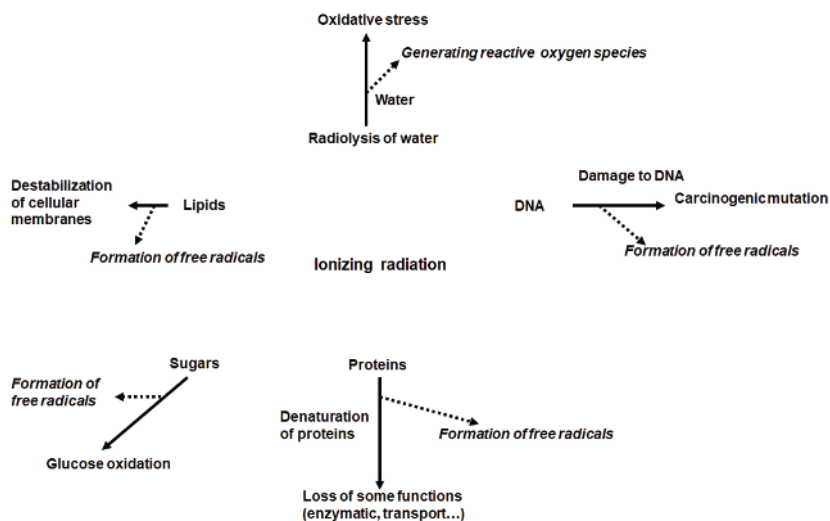 Oxidative stress
Generating reactive oxygen species
Water
Radiolysis of water
Destabilization
of cellular
membranes
Lipids
Formation of free radicals
Damage to DNA
DNA
Carcinogenic mutation
Formation of free radicals
Ionizing radiation
Sugars
Formation of
free radicals
Glucose oxidation
Proteins
Denaturation
of proteins
Formation of free radicals
Loss of some functions
(enzymatic, transport...)